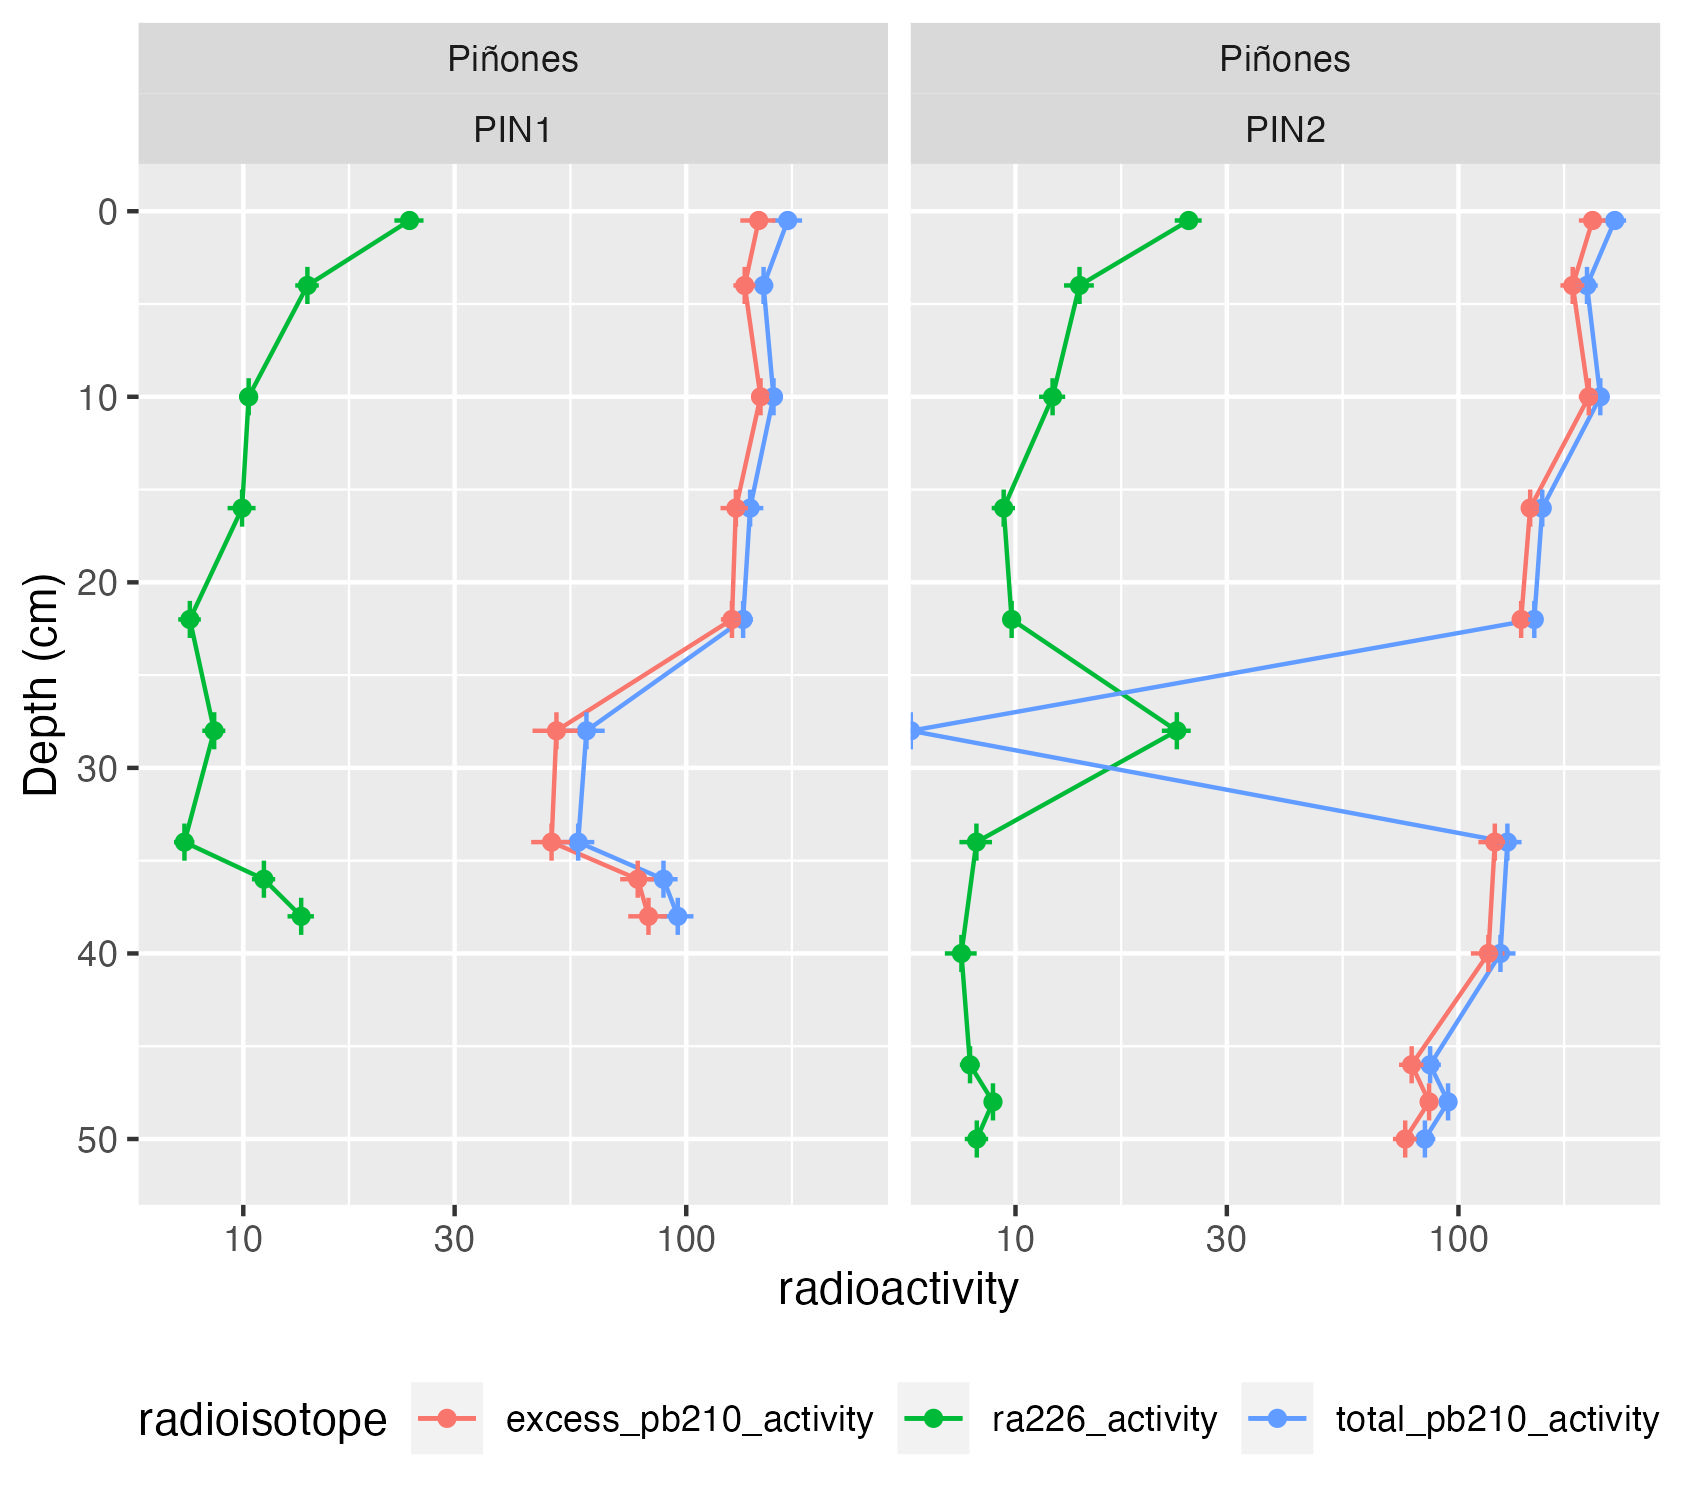 Piñones Piñones
PIN1 PIN2
0
10
20
30
40
50
Depth (cm)
10 30 100 10 30 100
radioactivity
radioisotope excess_pb210_activity ra226_activity total_pb210_activity